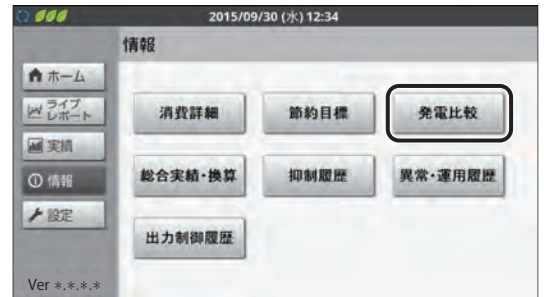 2015/09/30 (水) 12:34
情報
ホーム
ライブ
レポート
実績
情報
設定
消費詳細
節約目標
発電比較
総合実績・換算
抑制履歴
異常・運用履歴
出力制御履歴
Ver *.*.*.*